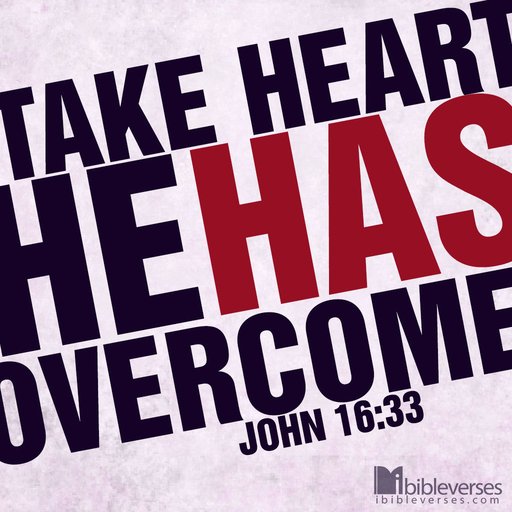 TAKE HEART
HE HAS
OVERCOME
JOHN 16:33
ibibleverses
ibibleverses.com